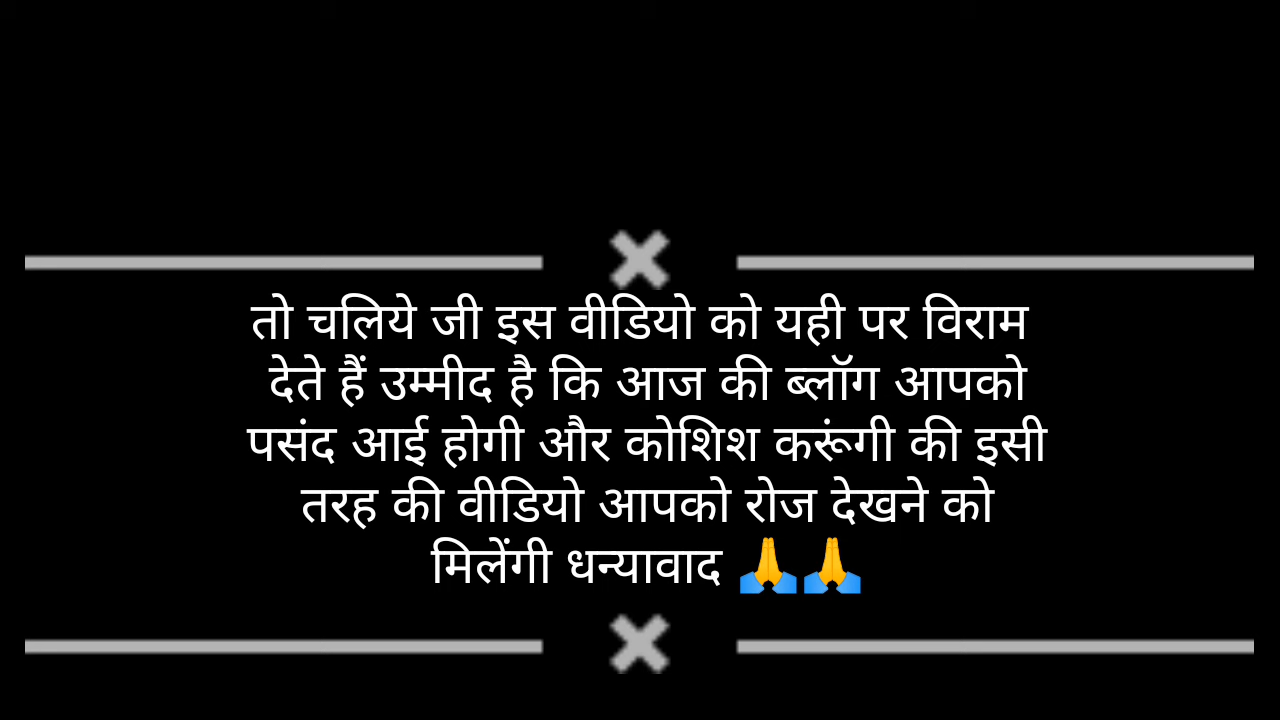 तो चलिये जी इस वीडियो को यही पर विराम
देते हैं उम्मीद है कि आज की ब्लॉग आपको
पसंद आई होगी और कोशिश करूंगी की इसी
तरह की वीडियो आपको रोज देखने को
मिलेंगी धन्यावाद 🙏🙏